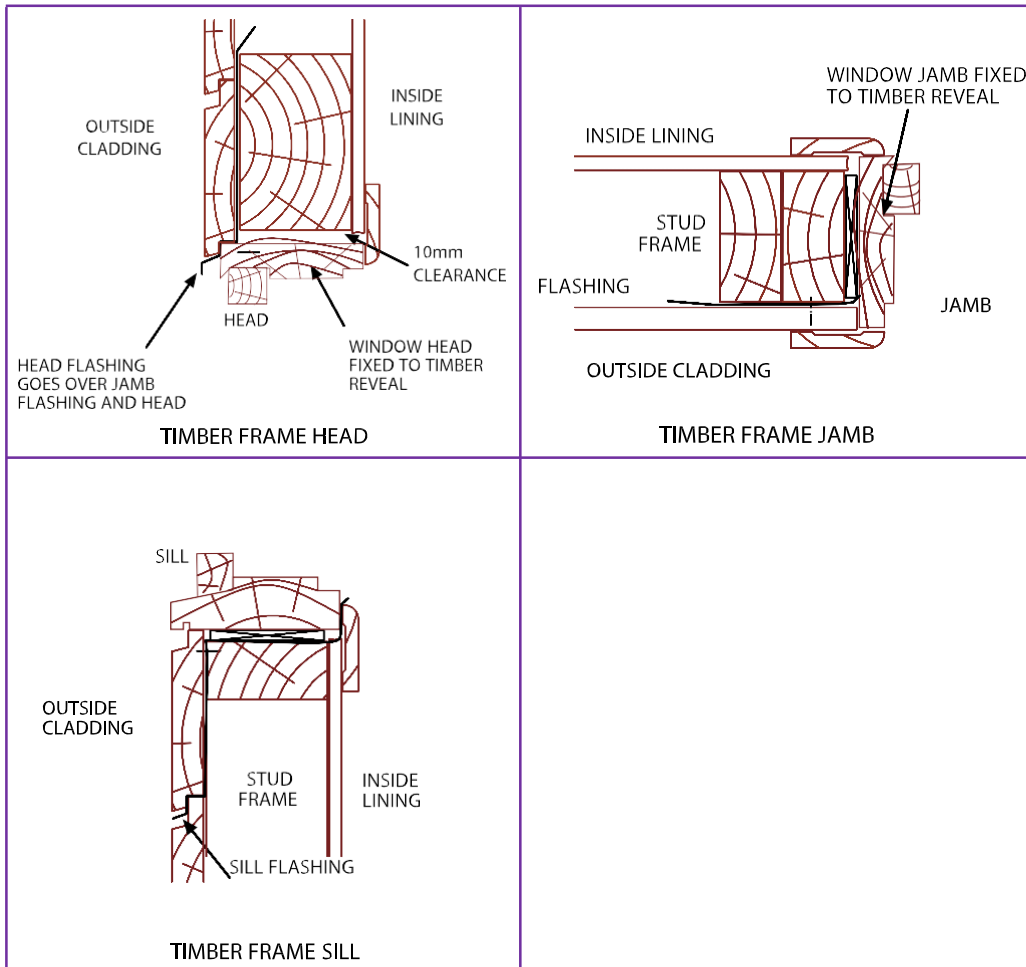 OUTSIDE
CLADDING
INSIDE
LINING
10mm
CLEARANCE
HEAD
HEAD FLASHING
GOES OVER JAMB
FLASHING AND HEAD
WINDOW HEAD
FIXED TO TIMBER
REVEAL
TIMBER FRAME HEAD
WINDOW JAMB FIXED
TO TIMBER REVEAL
INSIDE LINING
STUD
FRAME
FLASHING
JAMB
OUTSIDE CLADDING
TIMBER FRAME JAMB
SILL
OUTSIDE
CLADDING
STUD
FRAME
INSIDE
LINING
SILL FLASHING
TIMBER FRAME SILL